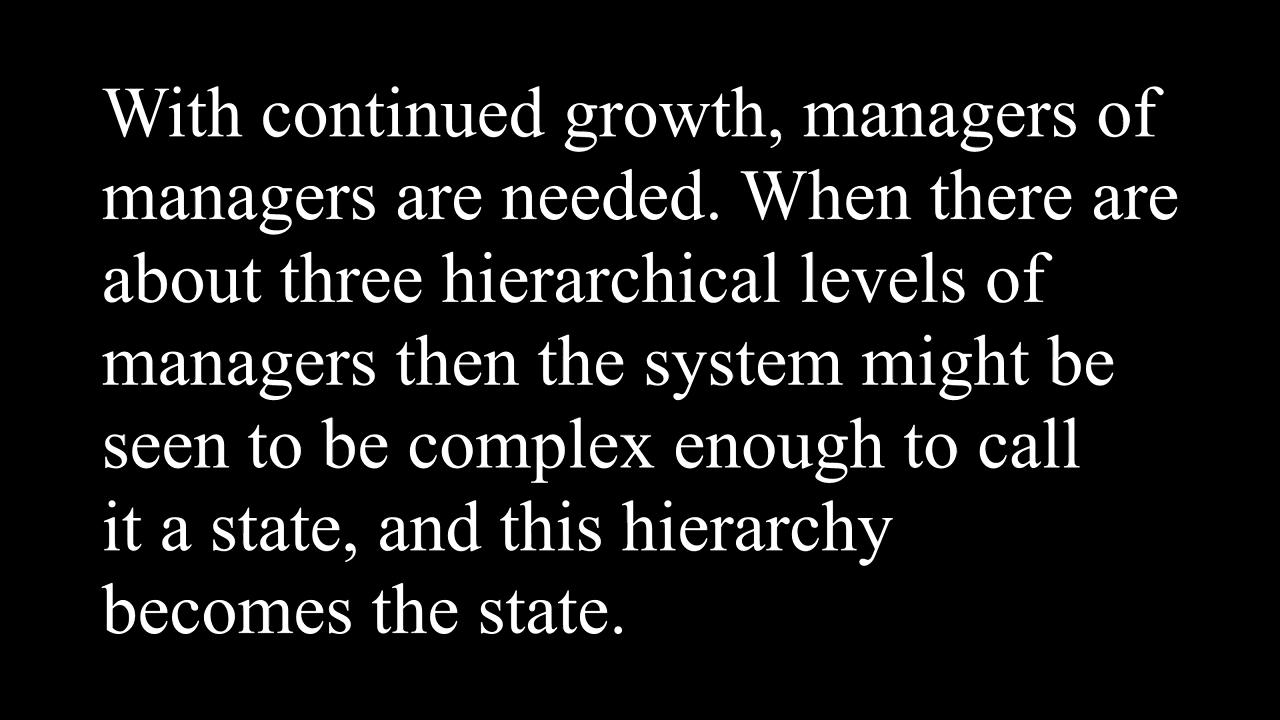 With continued growth, managers of
managers are needed. When there are
about three hierarchical levels of
managers then the system might be
seen to be complex enough to call
it a state, and this hierarchy
becomes the state.